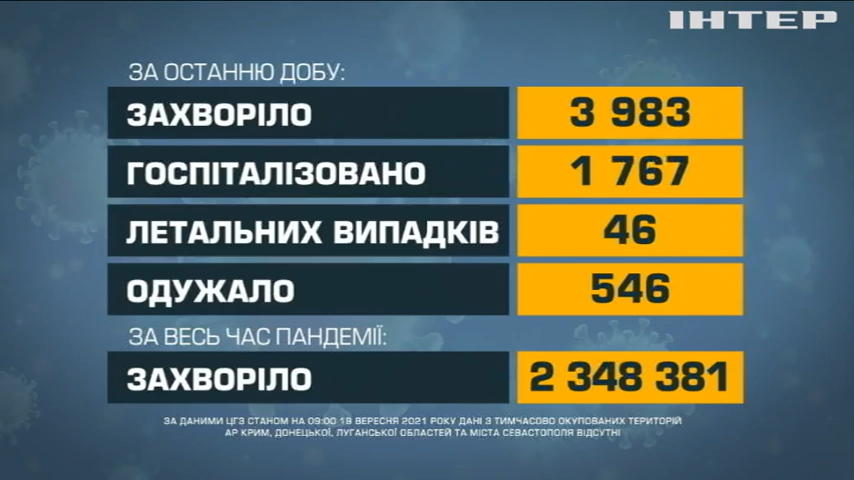 ІНТЕР
ЗА ОСТАННЮ ДОБУ:
ЗАХВОРІЛО 3 983
ГОСПІТАЛІЗОВАНО 1 767
ЛЕТАЛЬНИХ ВИПАДКІВ 46
ОДУЖАЛО 546
ЗА ВЕСЬ ЧАС ПАНДЕМІЇ:
ЗАХВОРІЛО 2 348 381
ЗА ДАНИМИ ЦГЗ СТАНОМ НА 09:00 19 ВЕРЕСНЯ 2021 РОКУ ДАНІ З ТИМЧАСОВО ОКУПОВАНИХ ТЕРИТОРІЙ
АР КРИМ, ДОНЕЦЬКОЇ, ЛУГАНСЬКОЇ ОБЛАСТЕЙ ТА МІСТА СЕВАСТОПОЛЯ ВІДСУТНІ